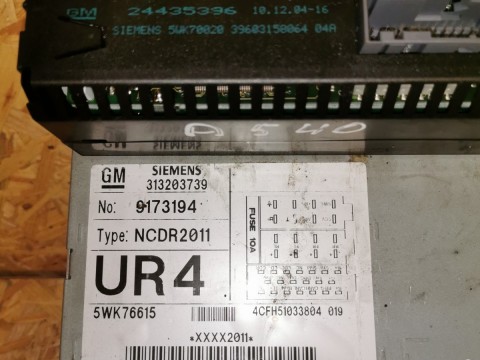 GM 24435396 10.12.04-16
SIEMENS 5WK70020 39603150064 04A
D 540
GM SIEMENS
313203739
No: 9173194
Type: NCDR2011
FUSE 10A
UR4
5WK76615
4CFH51033804 019
*XXXX2011*